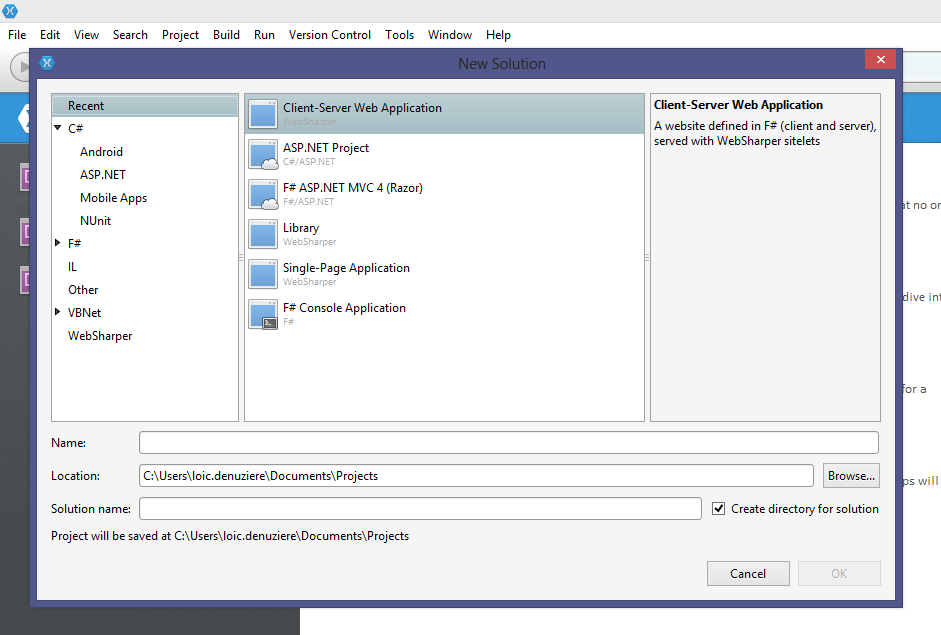 File Edit View Search Project Build Run Version Control Tools Window Help
New Solution
Recent
C#
Android
ASP.NET
Mobile Apps
NUnit
F#
IL
Other
VBNet
WebSharper
Client-Server Web Application
WebSharper
ASP.NET Project
C#/ASP.NET
F# ASP.NET MVC 4 (Razor)
F#/ASP.NET
Library
WebSharper
Single-Page Application
WebSharper
F# Console Application
F#
Client-Server Web Application
A website defined in F# (client and server),
served with WebSharper sitelets
at no or
dive int
for a
ps will
Name:
Location: C:\Users\loic.denuziere\Documents\Projects Browse...
Solution name: Create directory for solution
Project will be saved at C:\Users\loic.denuziere\Documents\Projects
Cancel OK